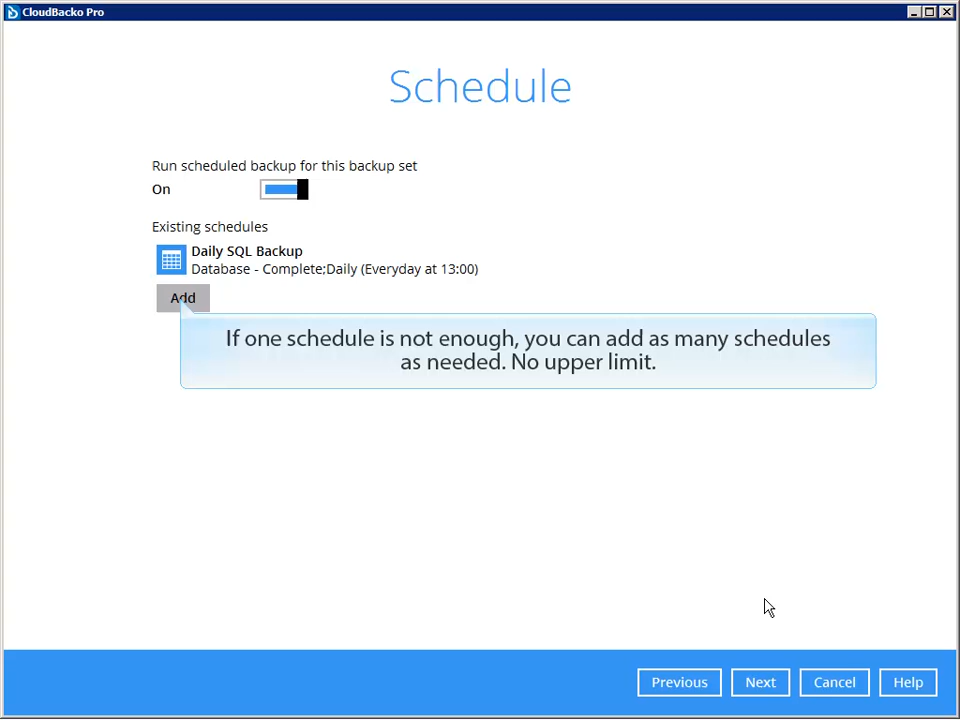 CloudBacko Pro
Schedule
Run scheduled backup for this backup set
On
Existing schedules
Daily SQL Backup
Database - Complete;Daily (Everyday at 13:00)
Add
If one schedule is not enough, you can add as many schedules
as needed. No upper limit.
Previous Next Cancel Help